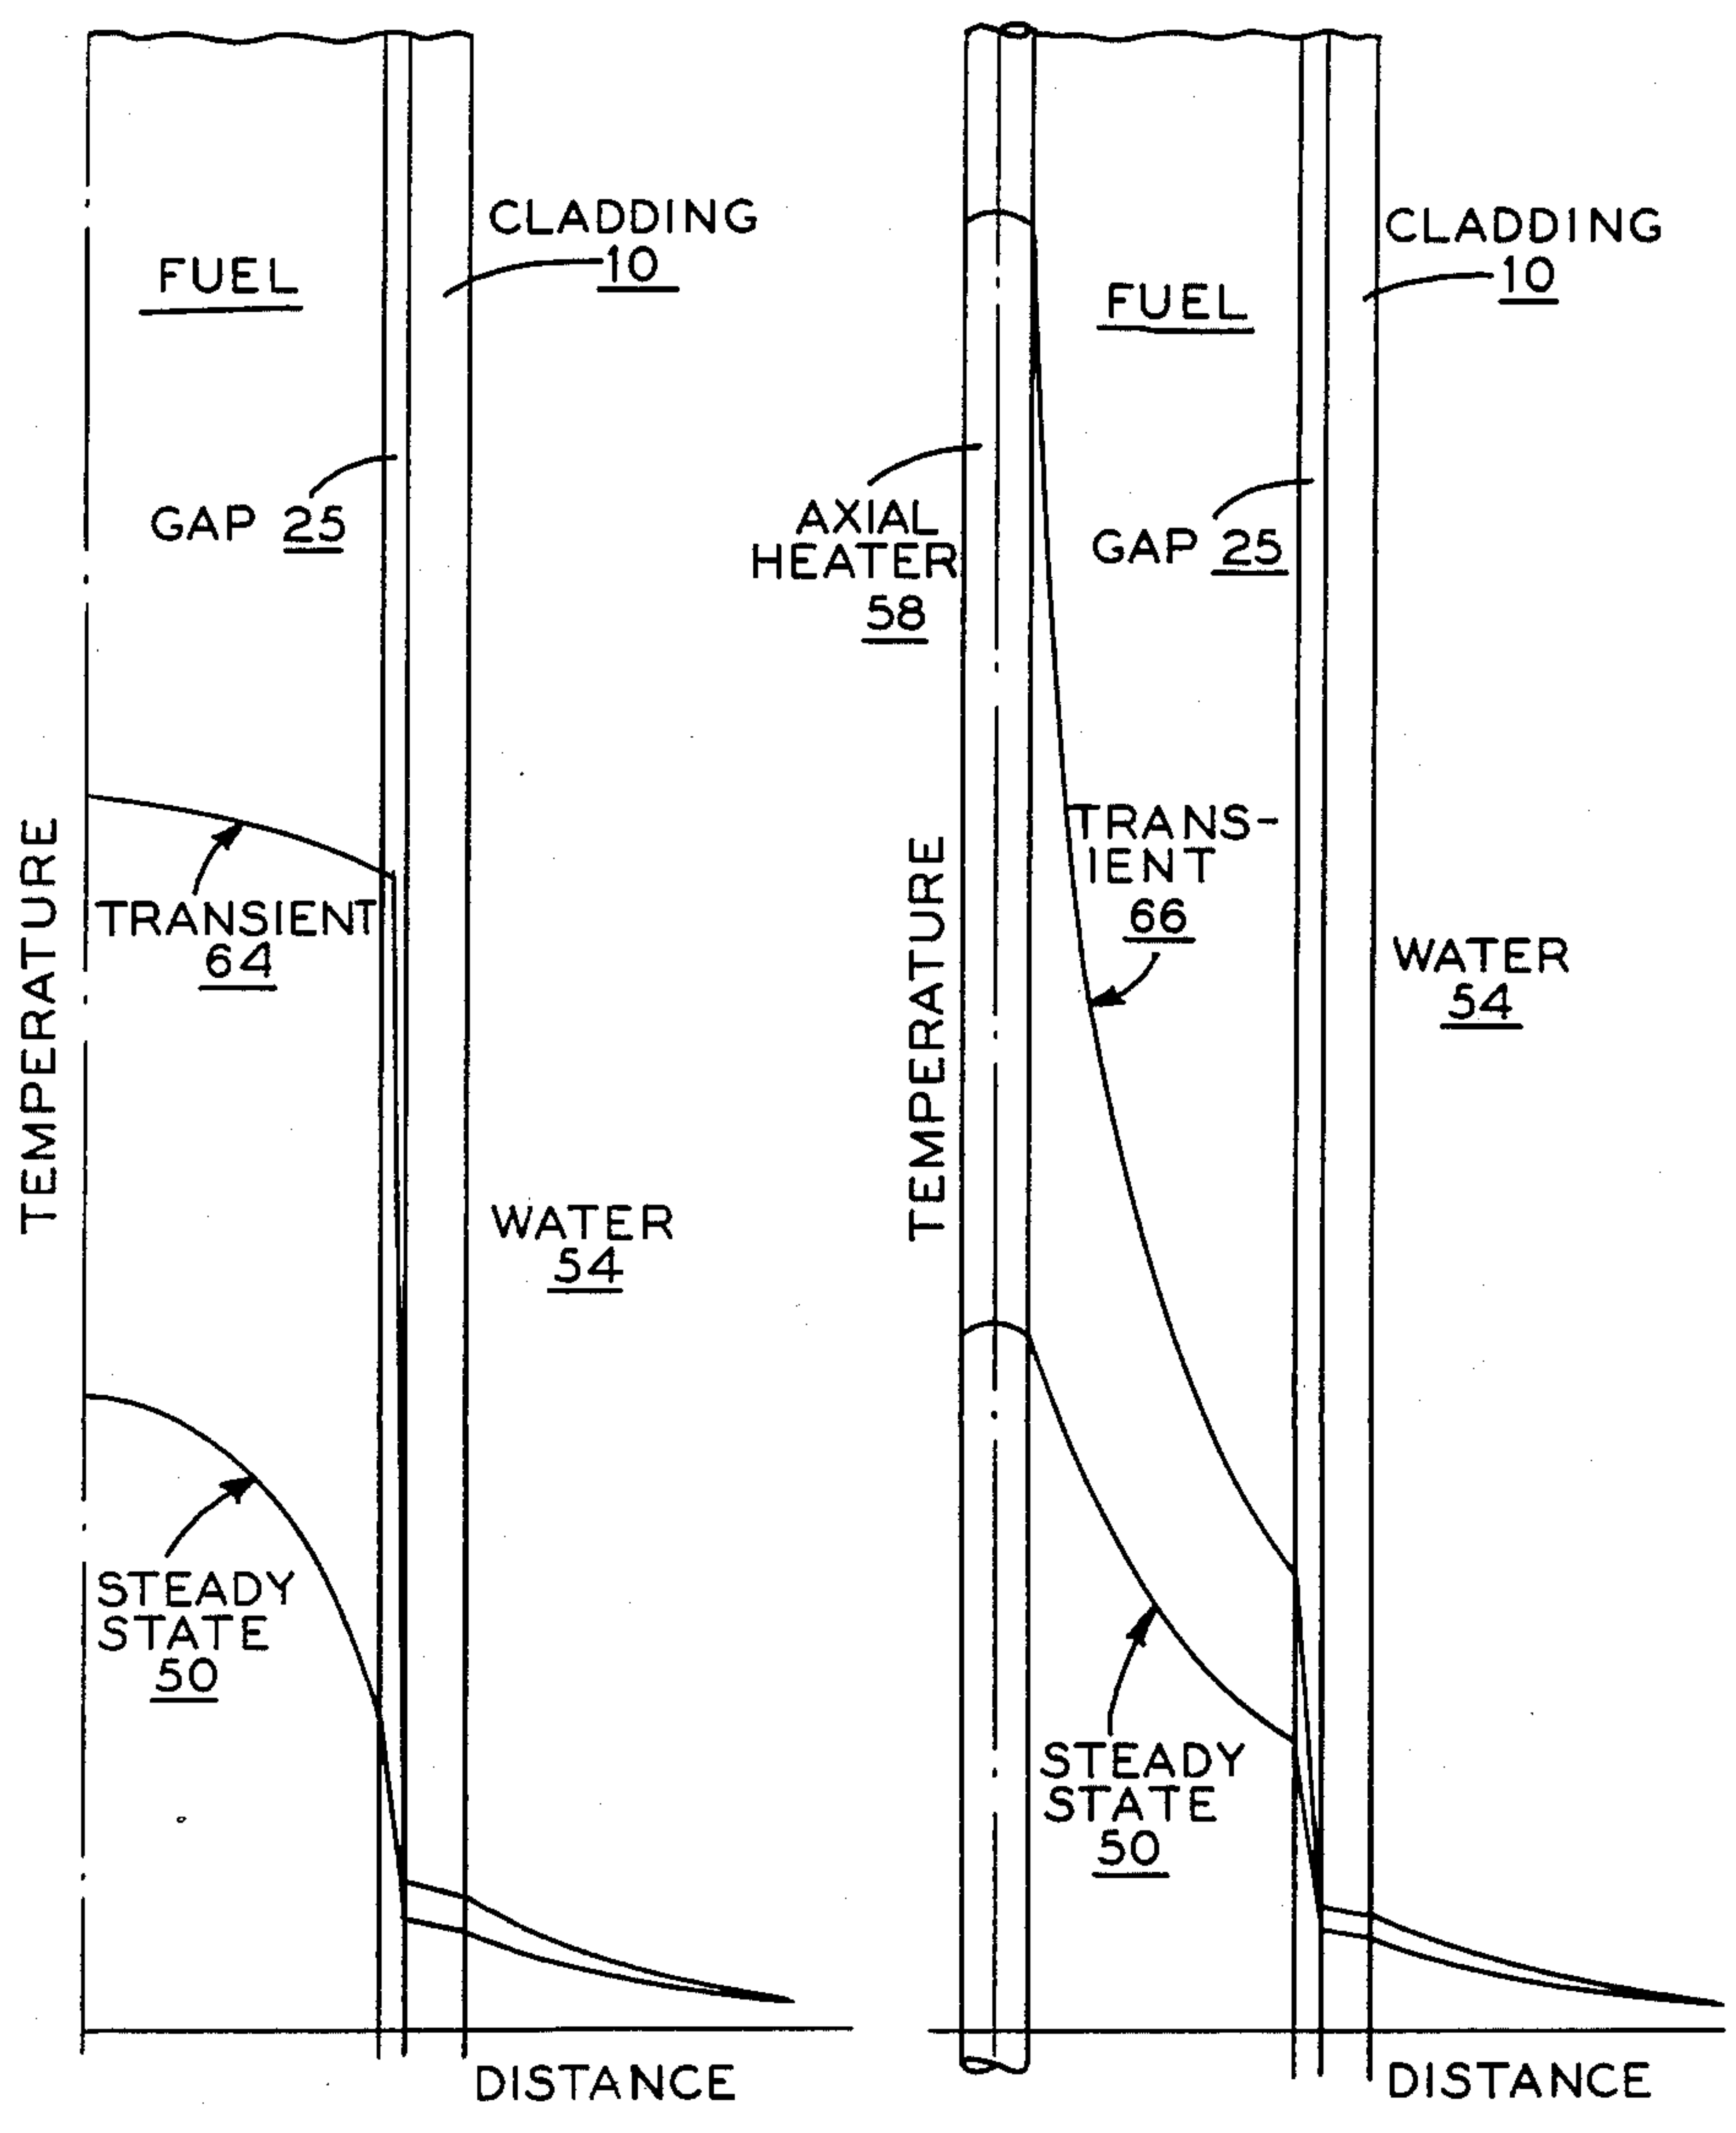 CLADDING
10
FUEL
GAP 25
TEMPERATURE
TRANSIENT
64
WATER
54
STEADY
STATE
50
DISTANCE
CLADDING
10
FUEL
AXIAL
HEATER
58
GAP 25
TEMPERATURE
TRANS-
IENT
66
WATER
54
STEADY
STATE
50
DISTANCE